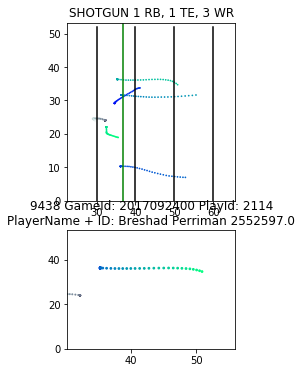 SHOTGUN 1 RB, 1 TE, 3 WR
50
40
30
20
10
0
30 40 50 60
9438 GameId: 2017092400 PlayId: 2114
PlayerName + ID: Breshad Perriman 2552597.0
40
20
0
40 50